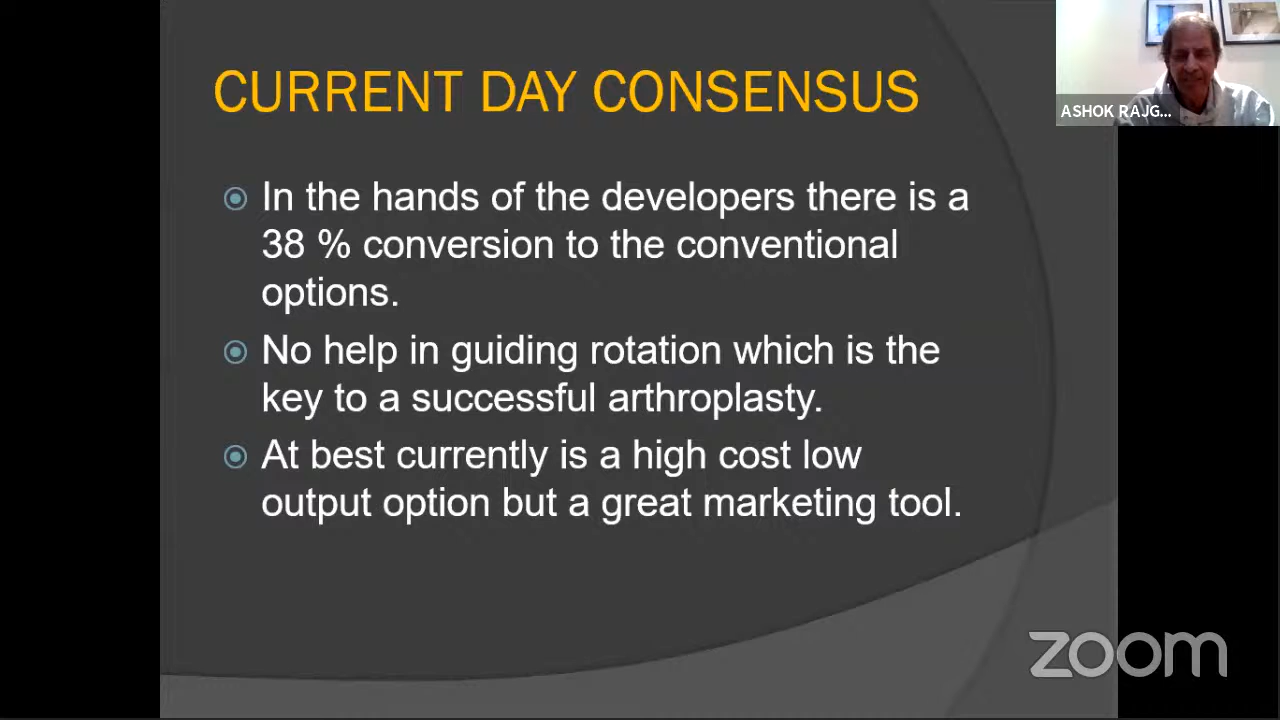 CURRENT DAY CONSENSUS
ASHOK RAJG...
In the hands of the developers there is a
38 % conversion to the conventional
options.
No help in guiding rotation which is the
key to a successful arthroplasty.
At best currently is a high cost low
output option but a great marketing tool.
zoom